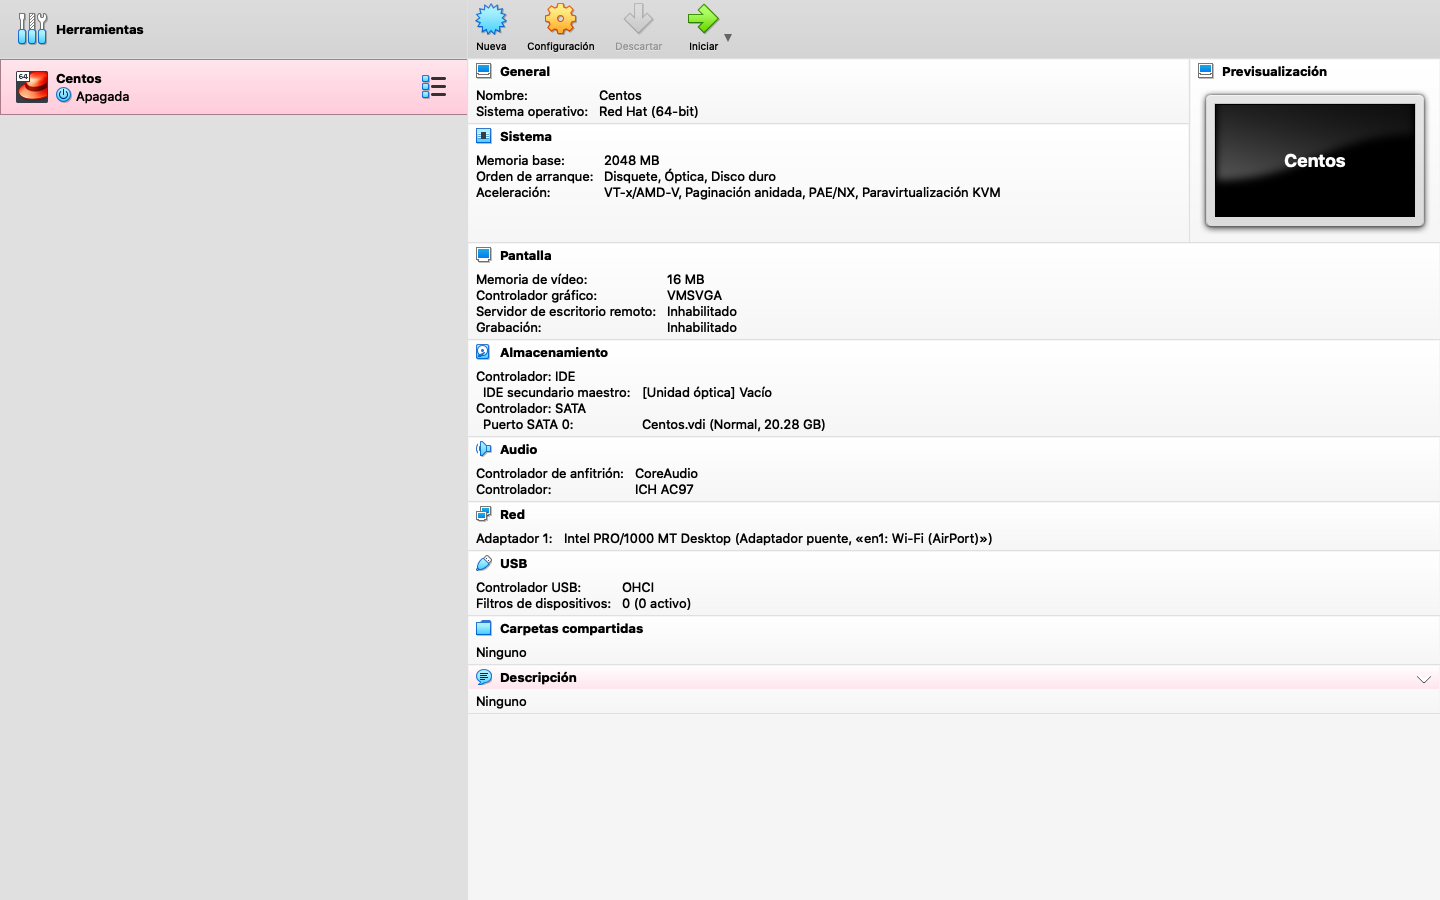 Herramientas
Nueva
Configuración
Descartar
Iniciar
64
Centos
Apagada
General
Nombre: Centos
Sistema operativo: Red Hat (64-bit)
Sistema
Memoria base: 2048 MB
Orden de arranque: Disquete, Óptica, Disco duro
Aceleración: VT-x/AMD-V, Paginación anidada, PAE/NX, Paravirtualización KVM
Previsualización
Centos
Pantalla
Memoria de vídeo: 16 MB
Controlador gráfico: VMSVGA
Servidor de escritorio remoto: Inhabilitado
Grabación: Inhabilitado
Almacenamiento
Controlador: IDE
IDE secundario maestro: [Unidad óptica] Vacío
Controlador: SATA
Puerto SATA 0: Centos.vdi (Normal, 20.28 GB)
Audio
Controlador de anfitrión: CoreAudio
Controlador: ICH AC97
Red
Adaptador 1: Intel PRO/1000 MT Desktop (Adaptador puente, «en1: Wi-Fi (AirPort)»)
USB
Controlador USB: OHCI
Filtros de dispositivos: 0 (0 activo)
Carpetas compartidas
Ninguno
Descripción
Ninguno